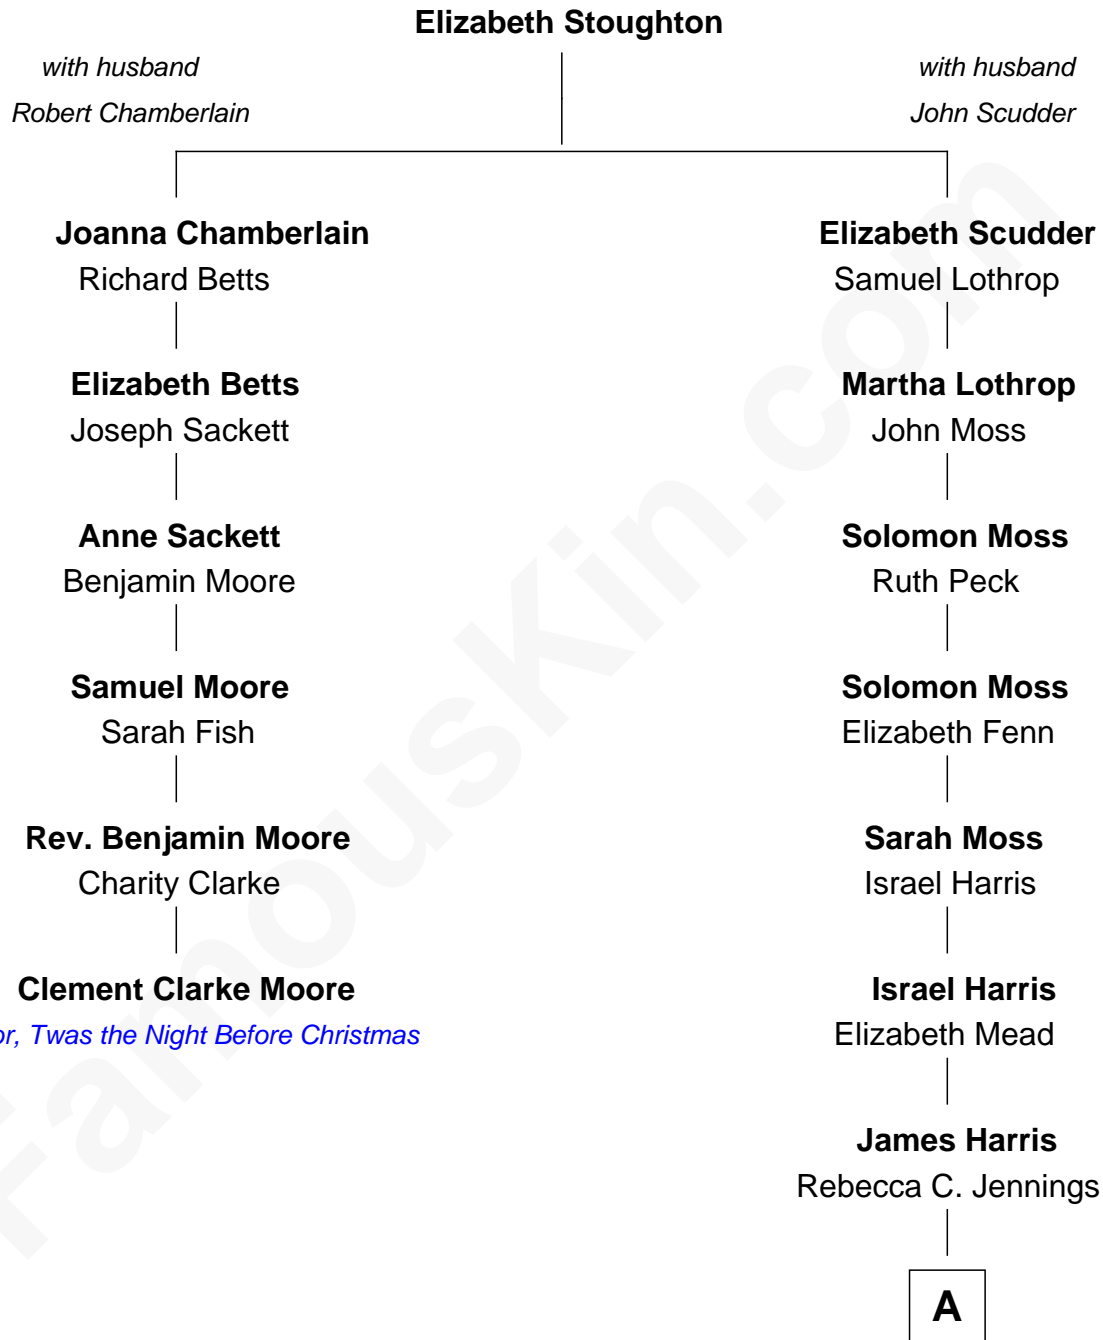 Elizabeth Stoughton
with husband
Robert Chamberlain
with husband
John Scudder
Joanna Chamberlain
Richard Betts
Elizabeth Scudder
Samuel Lothrop
Elizabeth Betts
Joseph Sackett
Martha Lothrop
John Moss
Anne Sackett
Benjamin Moore
Solomon Moss
Ruth Peck
Samuel Moore
Sarah Fish
Solomon Moss
Elizabeth Fenn
Rev. Benjamin Moore
Charity Clarke
Sarah Moss
Israel Harris
Clement Clarke Moore
or, Twas the Night Before Christmas
Israel Harris
Elizabeth Mead
James Harris
Rebecca C. Jennings
A
FamousKin.com